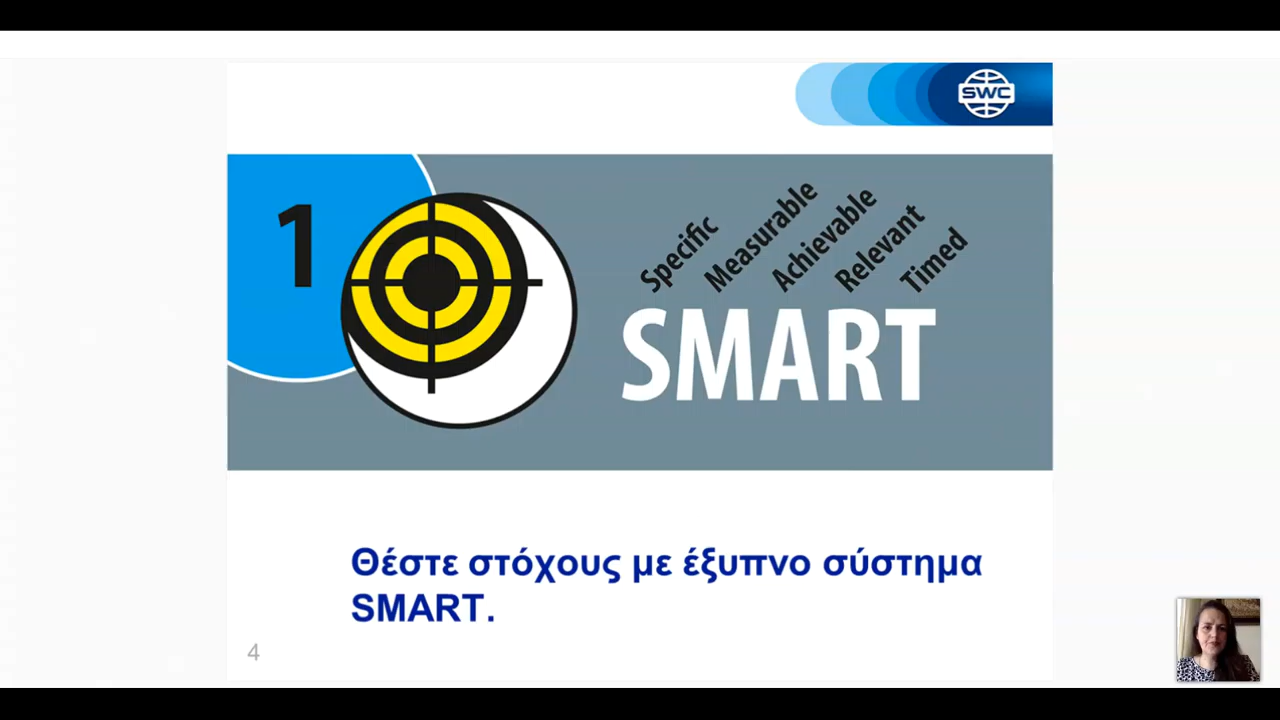 SWC
1
Specific
Measurable
Achievable
Relevant
Timed
SMART
Θέστε στόχους με έξυπνο σύστημα
SMART.
4